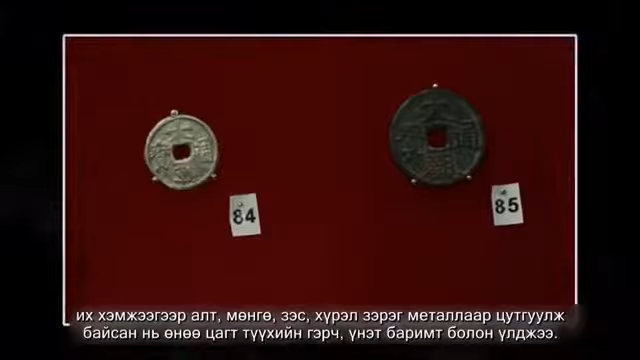 84
85
их хэмжээгээр алт, мөнгө, зэс, хүрэл зэрэг металлаар цутгуулж
байсан нь өнөө цагт түүхийн гэрч, үнэт баримт болон үлджээ.